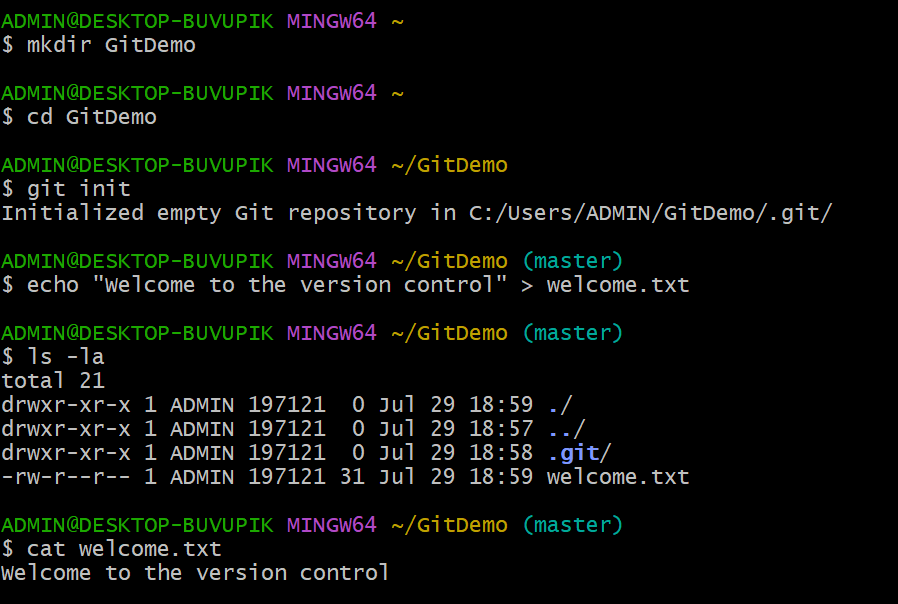 ADMIN@DESKTOP-BUVUPIK MINGW64 ~
$ mkdir GitDemo
ADMIN@DESKTOP-BUVUPIK MINGW64 ~
$ cd GitDemo
ADMIN@DESKTOP-BUVUPIK MINGW64 ~/GitDemo
$ git init
Initialized empty Git repository in C:/Users/ADMIN/GitDemo/.git/
ADMIN@DESKTOP-BUVUPIK MINGW64 ~/GitDemo (master)
$ echo "Welcome to the version control" > welcome.txt
ADMIN@DESKTOP-BUVUPIK MINGW64 ~/GitDemo (master)
$ ls -la
total 21
drwxr-xr-x 1 ADMIN 197121  0 Jul 29 18:59 ./
drwxr-xr-x 1 ADMIN 197121  0 Jul 29 18:57 ../
drwxr-xr-x 1 ADMIN 197121  0 Jul 29 18:58 .git/
-rw-r--r-- 1 ADMIN 197121 31 Jul 29 18:59 welcome.txt
ADMIN@DESKTOP-BUVUPIK MINGW64 ~/GitDemo (master)
$ cat welcome.txt
Welcome to the version control